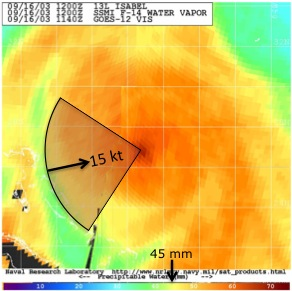 09/16/03 1200Z 13L ISABEL
09/16/03 1200Z SSMI F-14 WATER VAPOR
09/16/03 1140Z GOES-12 VIS
15 kt
45 mm
Naval Research Laboratory http://www.nrlmry.navy.mil/sat_products.html
<-- Precipitable Water(mm) -->
10 20 30 40 50 60 70